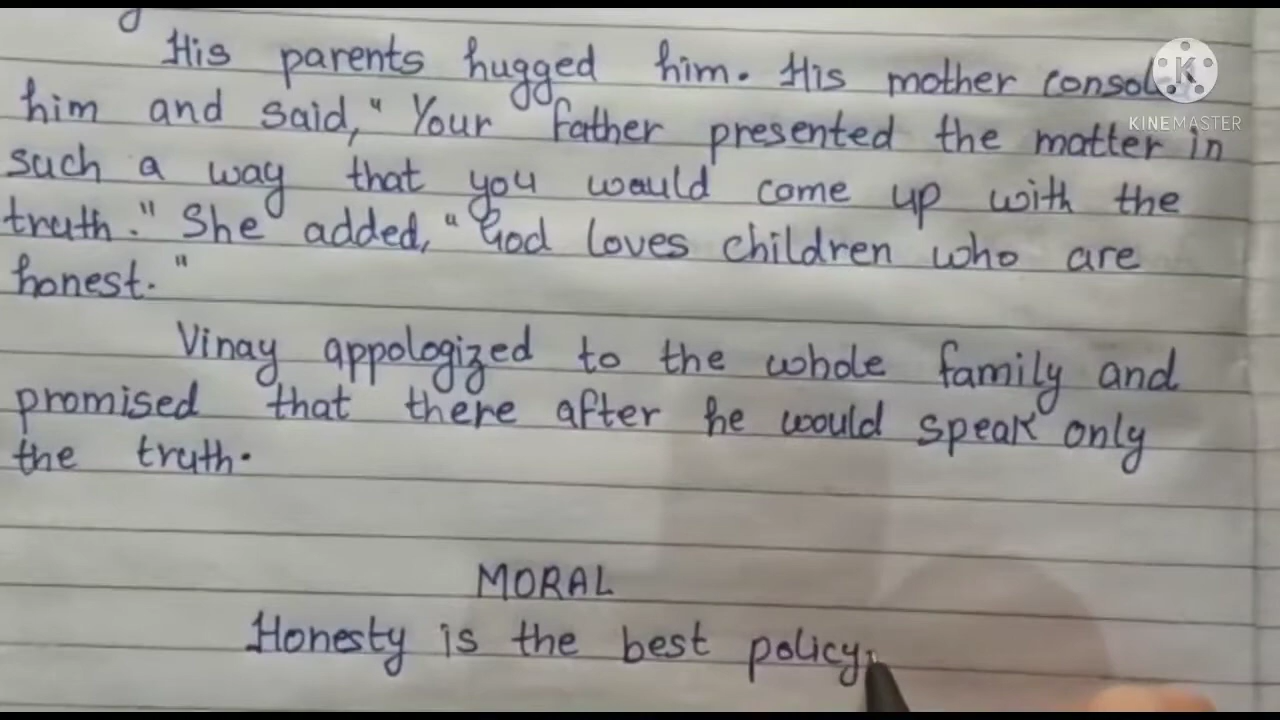 His parents hugged him. His mother
him and said, "Your father presented the matter in
such a way that you would come up with the
truth." She added, "God loves children who are
honest."
Vinay appologized to the whole family and
promised that there after he would speak only
the truth.
MORAL
Honesty is the best policy.
K
KINEMASTER